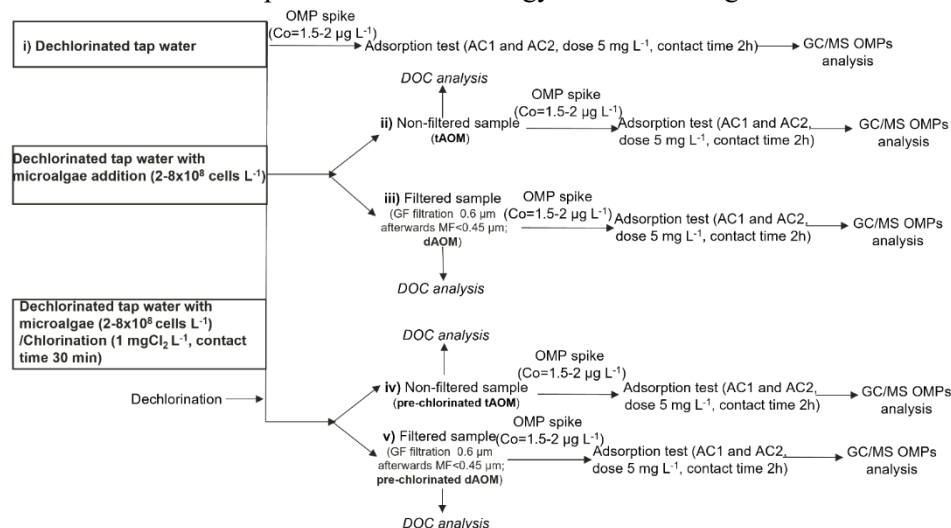 OMP spike
(Co=1.5-2 µg L-1)
i) Dechlorinated tap water
Adsorption test (AC1 and AC2, dose 5 mg L-1, contact time 2h)
GC/MS OMPs
analysis
DOC analysis
OMP spike
(Co=1.5-2 µg L-1)
ii) Non-filtered sample
(tAOM)
Adsorption test (AC1 and AC2,
dose 5 mg L-1, contact time 2h)
GC/MS OMPs
analysis
Dechlorinated tap water with
microalgae addition (2-8x108 cells L-1)
iii) Filtered sample
(GF filtration 0.6 µm
afterwards MF<0.45 µm;
dAOM)
OMP spike
(Co=1.5-2 µg L-1)
Adsorption test (AC1 and AC2,
dose 5 mg L-1, contact time 2h)
GC/MS OMPs
analysis
DOC analysis
Dechlorinated tap water with
microalgae (2-8x108 cells L-1)
/Chlorination (1 mgCl2 L-1, contact
time 30 min)
DOC analysis
Dechlorination
OMP spike
(Co=1.5-2 µg L-1)
iv) Non-filtered sample
(pre-chlorinated tAOM)
Adsorption test (AC1 and AC2,
dose 5 mg L-1, contact time 2h)
GC/MS OMPs
analysis
OMP spike
(Co=1.5-2 µg L-1)
v) Filtered sample
(GF filtration 0.6 µm
afterwards MF<0.45 µm;
pre-chlorinated dAOM)
Adsorption test (AC1 and AC2,
dose 5 mg L-1, contact time 2h)
GC/MS OMPs
analysis
DOC analysis